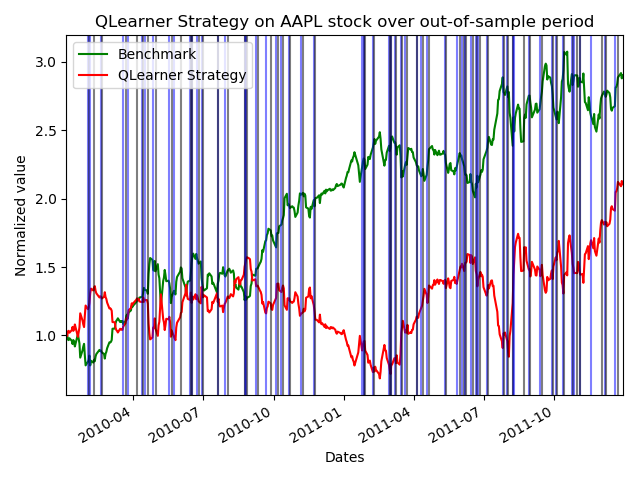 QLearner Strategy on AAPL stock over out-of-sample period
Benchmark
QLearner Strategy
Normalized value
3.0
2.5
2.0
1.5
1.0
2010-04
2010-07
2010-10
2011-01
2011-04
2011-07
2011-10
Dates